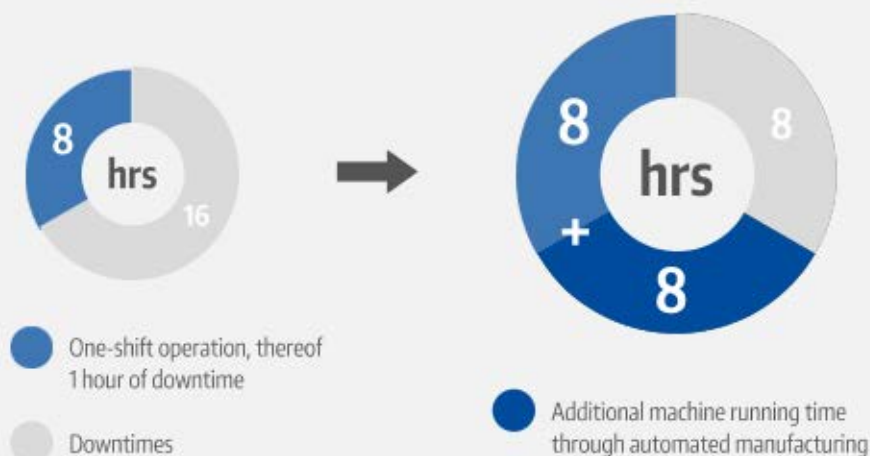 8
hrs
16
8
8
hrs
+
8
One-shift operation, thereof
1 hour of downtime
Downtimes
Additional machine running time
through automated manufacturing